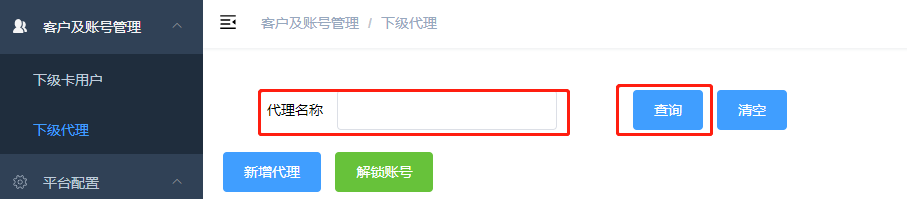 客户及账号管理
下级卡用户
下级代理
平台配置
客户及账号管理 / 下级代理
代理名称 查询 清空
新增代理 解锁账号